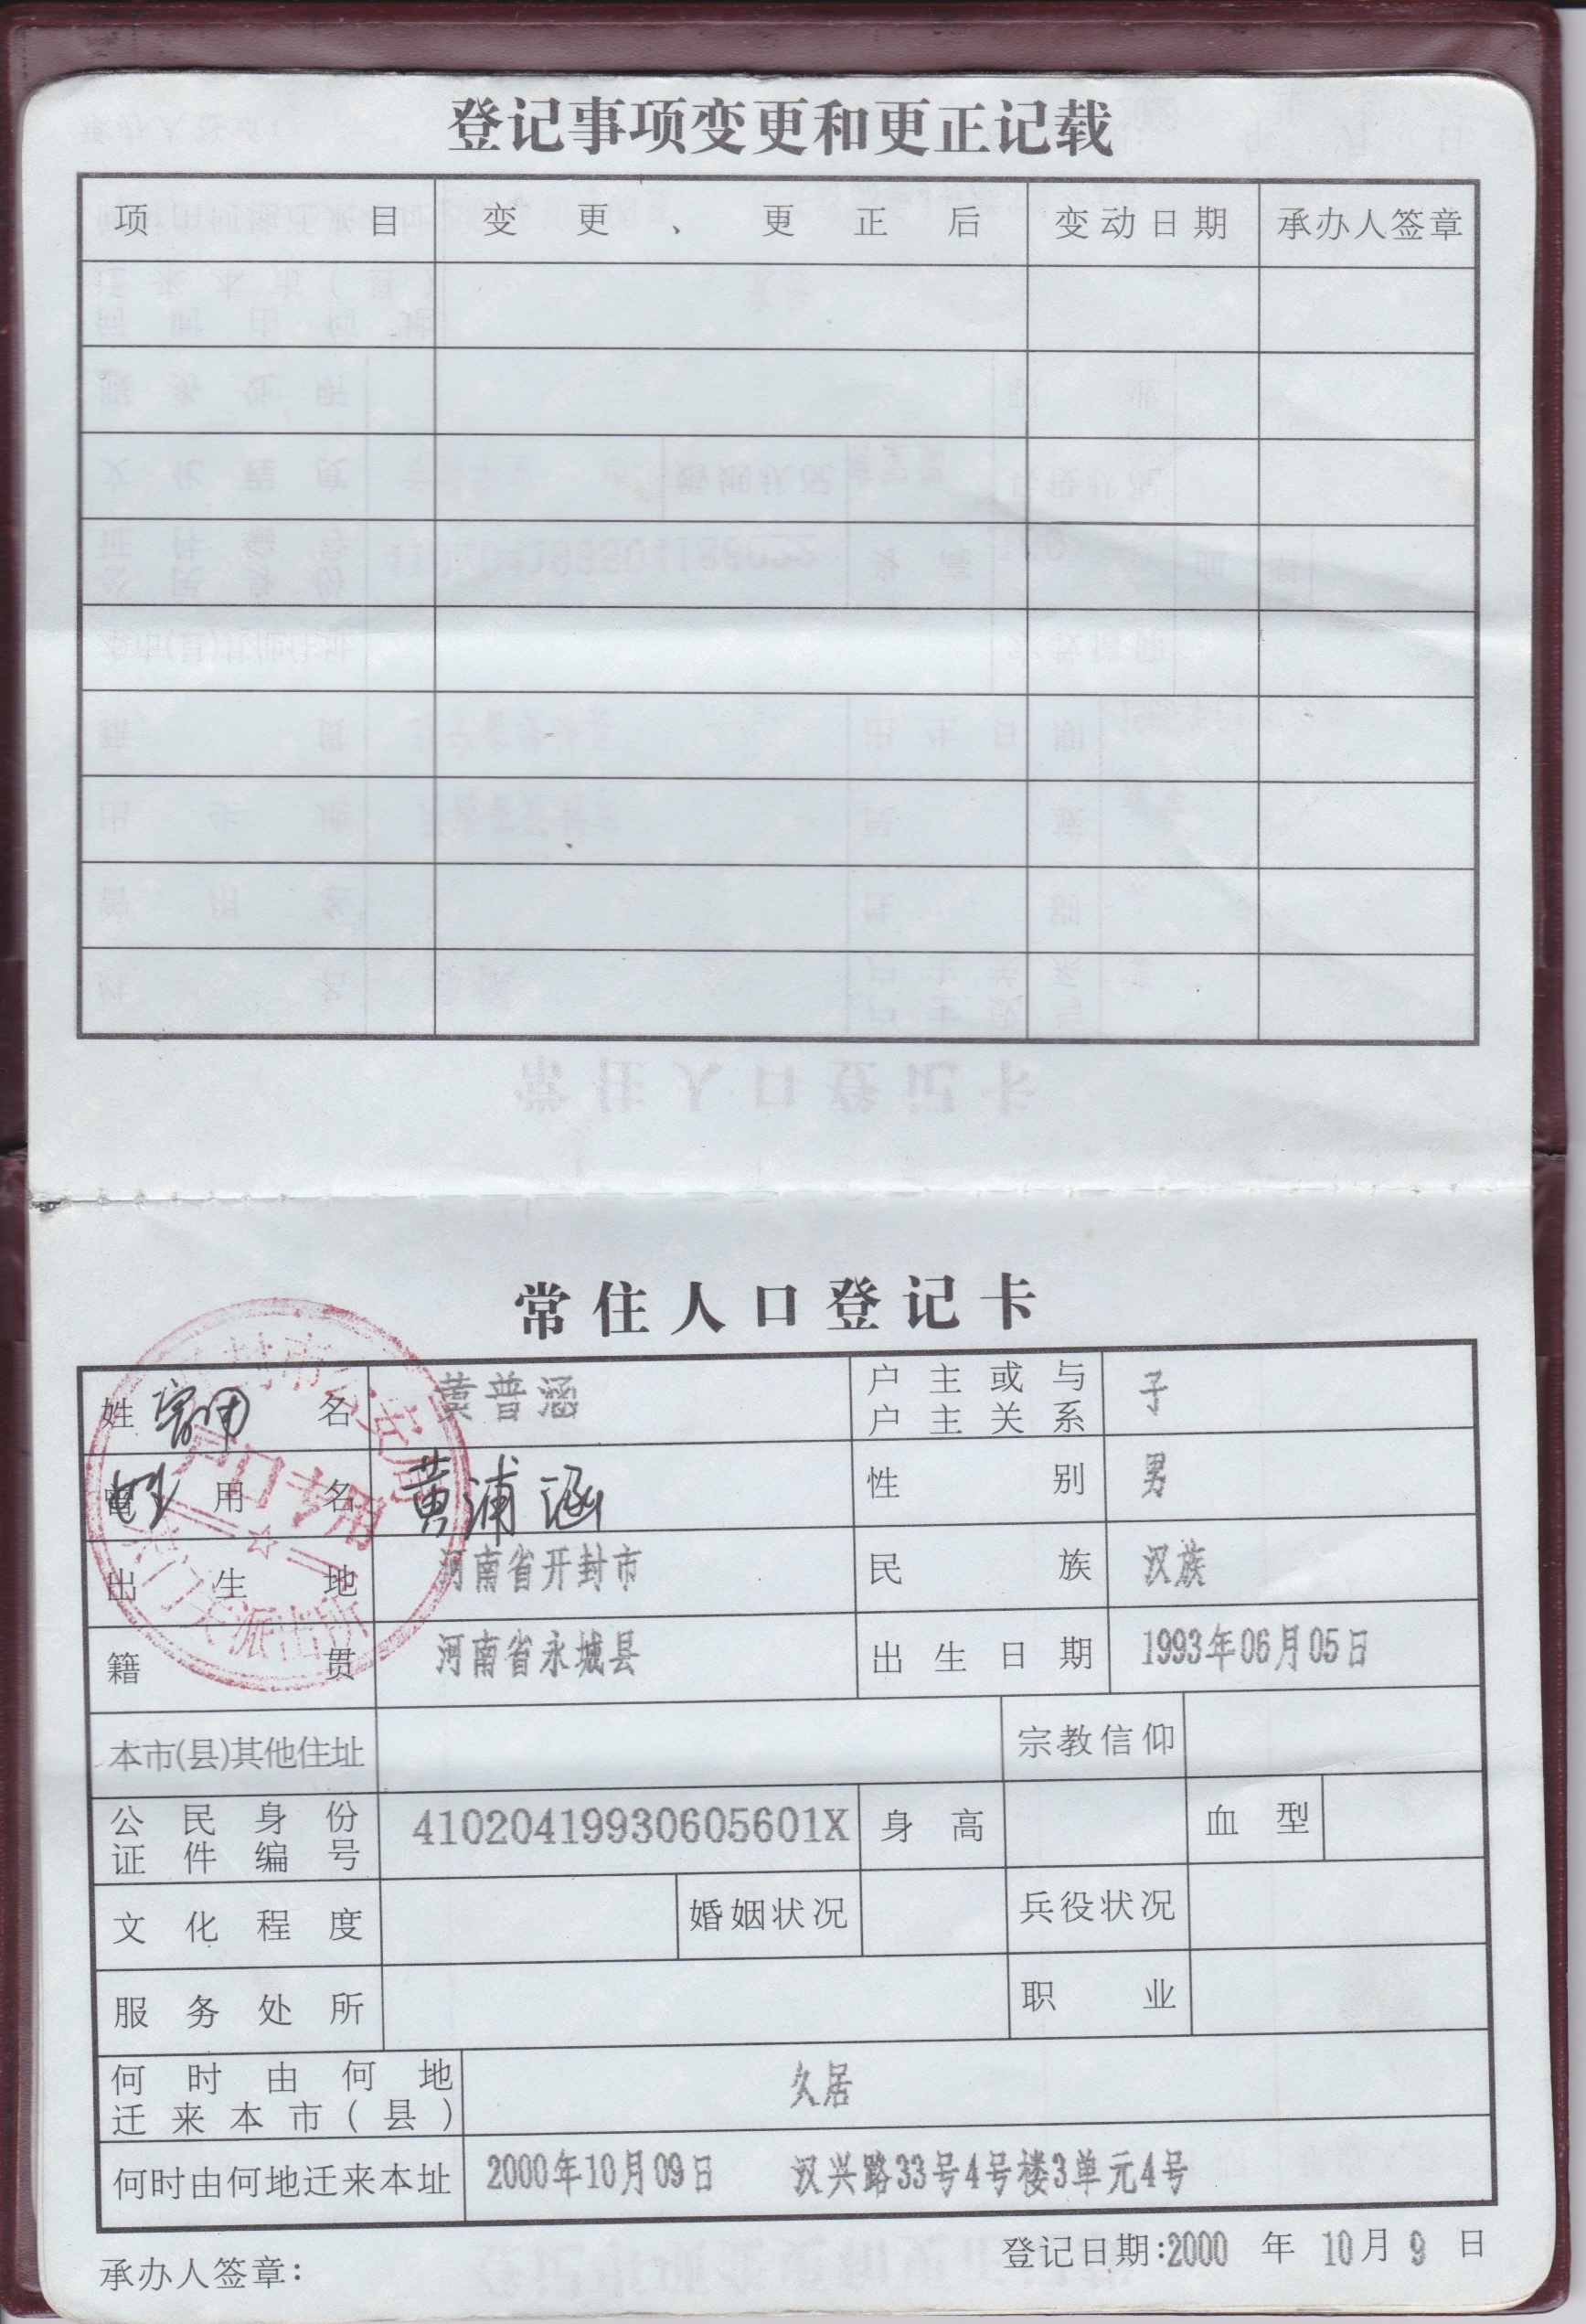 登记事项变更和更正记载
项目 变更、更正后 变动日期 承办人签章
常住人口登记卡
姓名 黄普涵 户主或与户主关系 子
曾用名 黄浦涵 性别 男
出生地 河南省开封市 民族 汉族
籍贯 河南省永城县 出生日期 1993年06月05日
本市(县)其他住址 宗教信仰
公民身份证件编号 41020419930605601X 身高 血型
文化程度 婚姻状况 兵役状况
服务处所 职业
何时由何地迁来本市(县) 久居
何时由何地迁来本址 2000年10月09日 汉兴路33号4号楼3单元4号
承办人签章: 登记日期:2000年10月9日